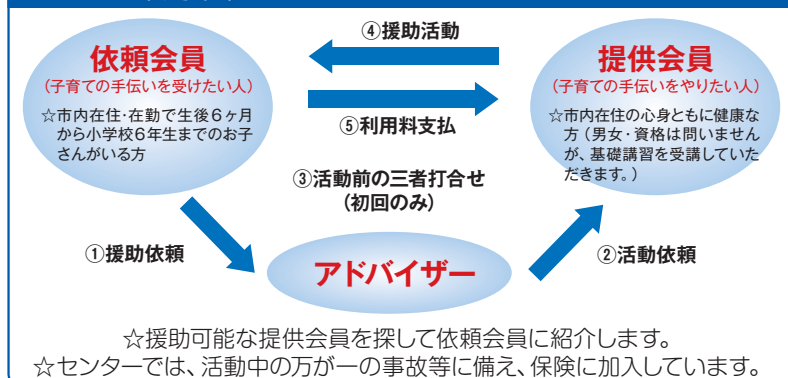 ④援助活動
依頼会員
(子育ての手伝いを受けたい人)
☆市内在住・在勤で生後6ヶ月
から小学校6年生までのお子
さんがいる方
提供会員
(子育ての手伝いをやりたい人)
☆市内在住の心身ともに健康な
方(男女・資格は問いません
が、基礎講習を受講していた
だきます。)
⑤利用料支払
③活動前の三者打合せ
(初回のみ)
①援助依頼
②活動依頼
アドバイザー
☆援助可能な提供会員を探して依頼会員に紹介します。
☆センターでは、活動中の万が一の事故等に備え、保険に加入しています。